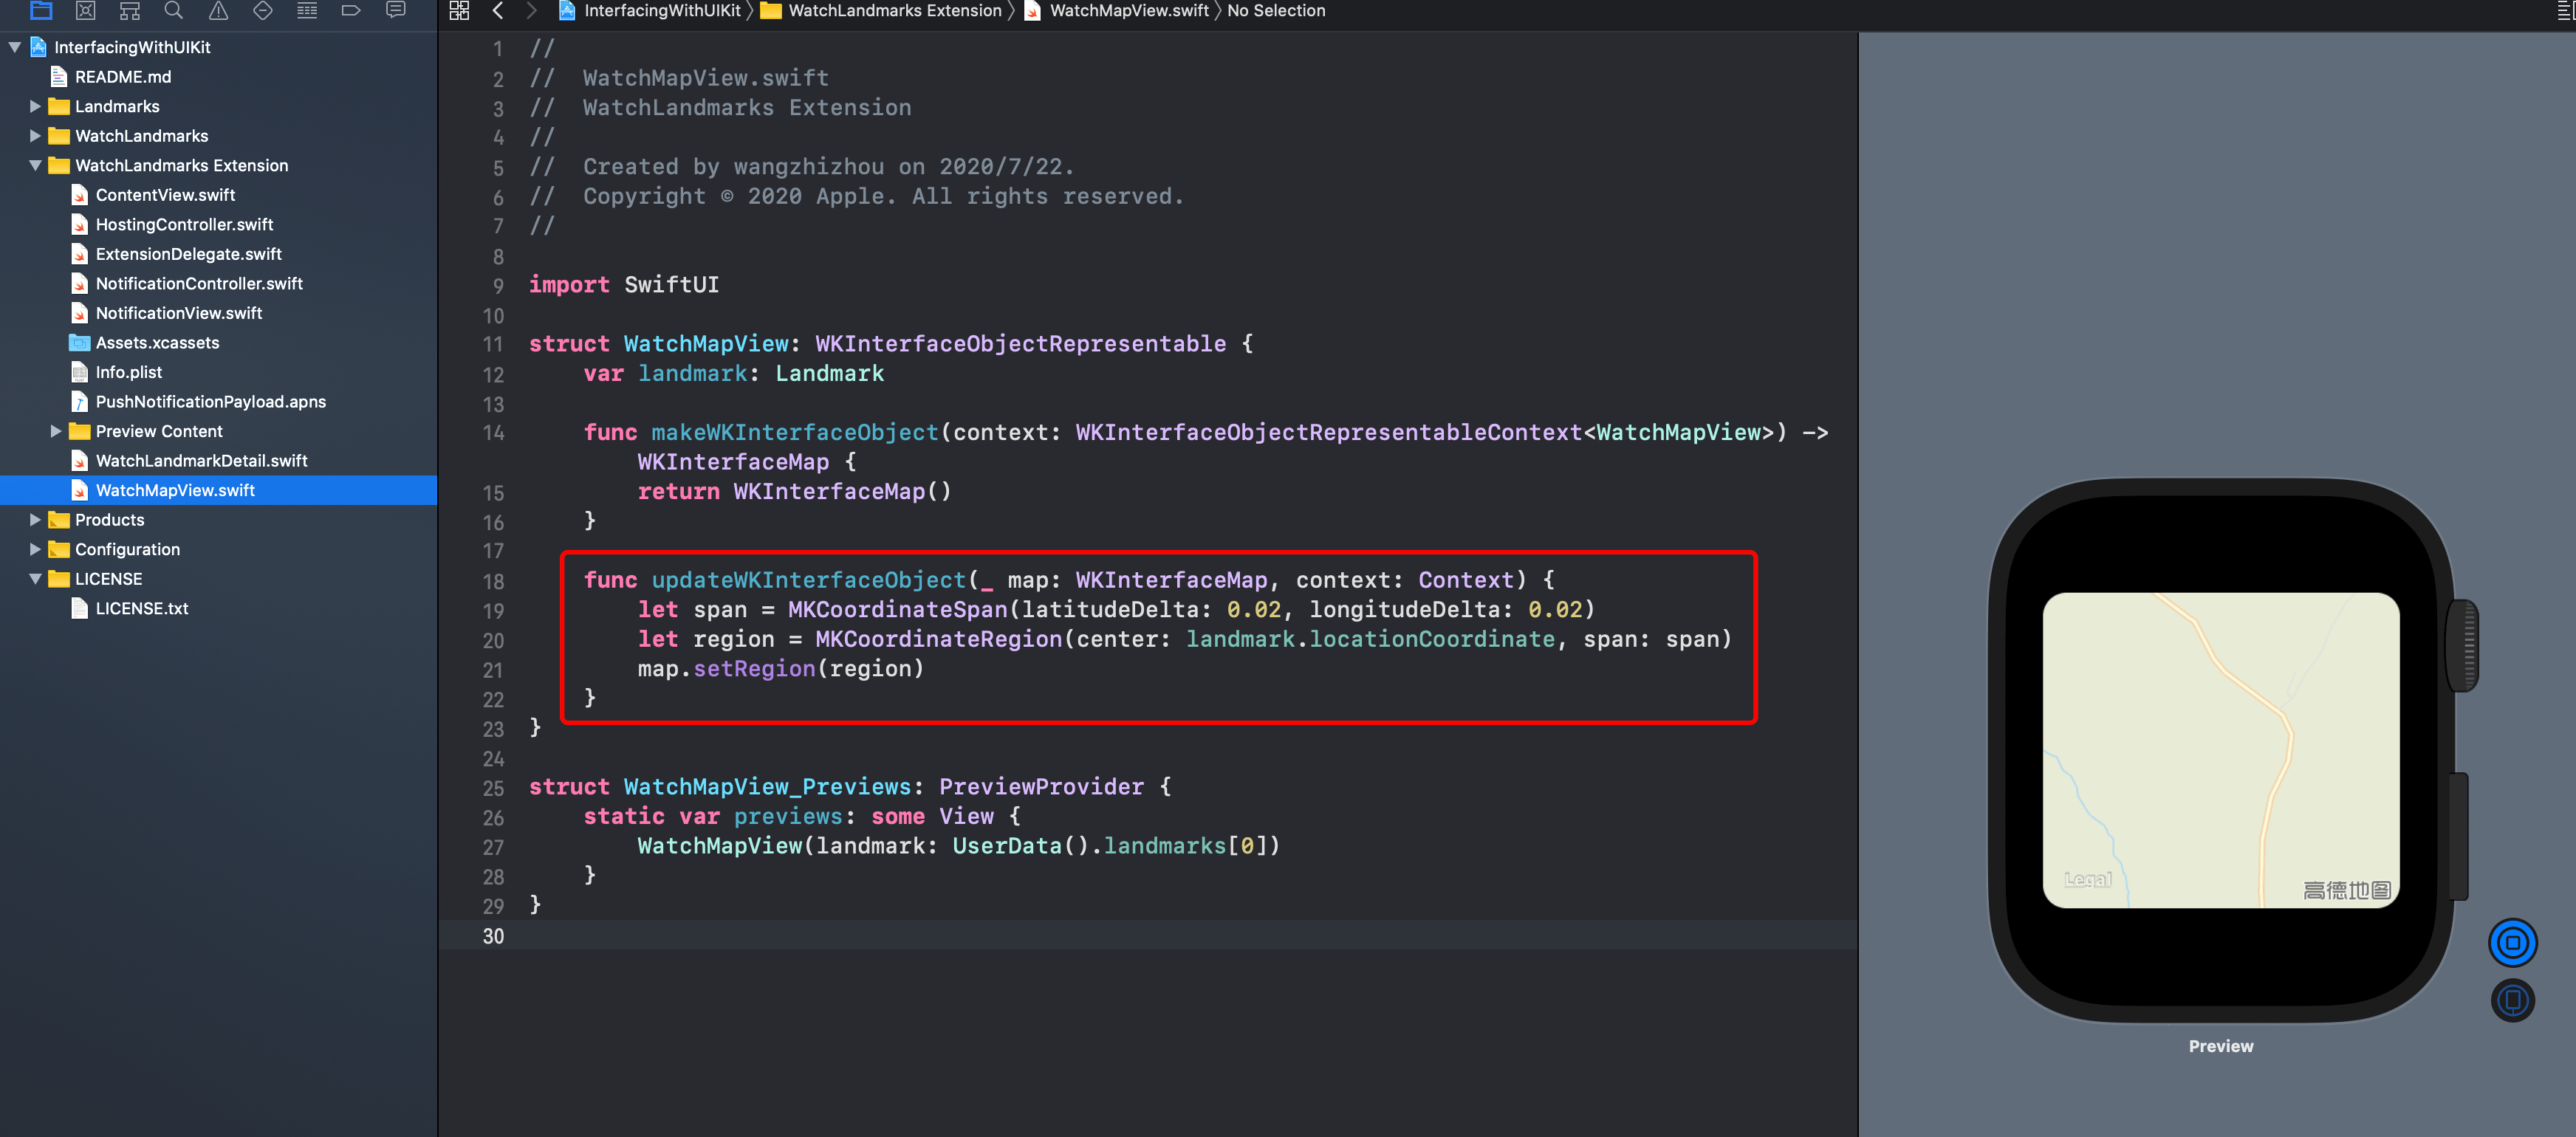 InterfacingWithUIKit
README.md
Landmarks
WatchLandmarks
WatchLandmarks Extension
ContentView.swift
HostingController.swift
ExtensionDelegate.swift
NotificationController.swift
NotificationView.swift
Assets.xcassets
Info.plist
PushNotificationPayload.apns
Preview Content
WatchLandmarkDetail.swift
WatchMapView.swift
Products
Configuration
LICENSE
LICENSE.txt
InterfacingWithUIKit 〉 WatchLandmarks Extension 〉 WatchMapView.swift 〉 No Selection
1 //
2 //  WatchMapView.swift
3 //  WatchLandmarks Extension
4 //
5 //  Created by wangzhizhou on 2020/7/22.
6 //  Copyright © 2020 Apple. All rights reserved.
7 //
8
9 import SwiftUI
10
11 struct WatchMapView: WKInterfaceObjectRepresentable {
12     var landmark: Landmark
13
14     func makeWKInterfaceObject(context: WKInterfaceObjectRepresentableContext<WatchMapView>) ->
        WKInterfaceMap {
15         return WKInterfaceMap()
16     }
17
18     func updateWKInterfaceObject(_ map: WKInterfaceMap, context: Context) {
19         let span = MKCoordinateSpan(latitudeDelta: 0.02, longitudeDelta: 0.02)
20         let region = MKCoordinateRegion(center: landmark.locationCoordinate, span: span)
21         map.setRegion(region)
22     }
23 }
24
25 struct WatchMapView_Previews: PreviewProvider {
26     static var previews: some View {
27         WatchMapView(landmark: UserData().landmarks[0])
28     }
29 }
30
Legal
高德地图
Preview